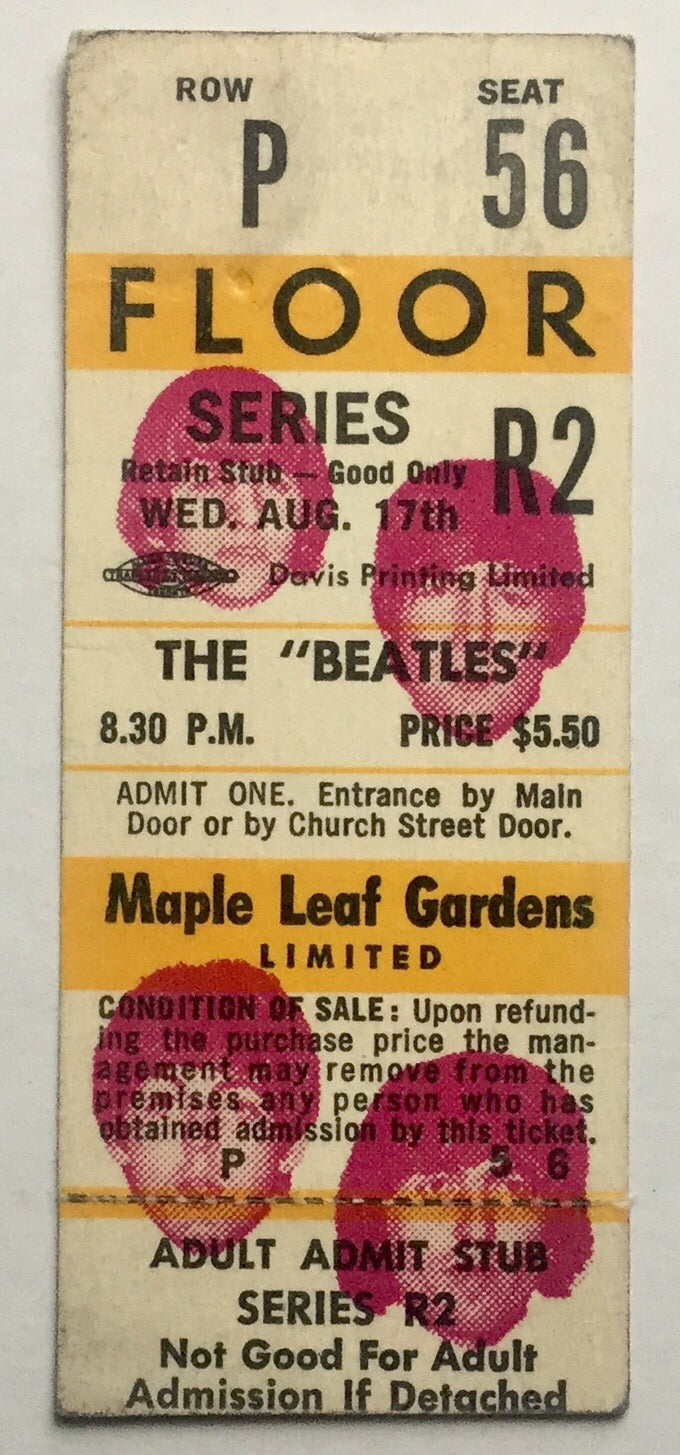 ROW SEAT
P 56
FLOOR
SERIES R2
Retain Stub — Good Only
WED. AUG. 17th
Davis Printing Limited
THE "BEATLES"
8.30 P.M. PRICE $5.50
ADMIT ONE. Entrance by Main
Door or by Church Street Door.
Maple Leaf Gardens
LIMITED
CONDITION OF SALE: Upon refund-
ing the purchase price the man-
agement may remove from the
premises any person who has
obtained admission by this ticket.
P 5 6
ADULT ADMIT STUB
SERIES R2
Not Good For Adult
Admission If Detached